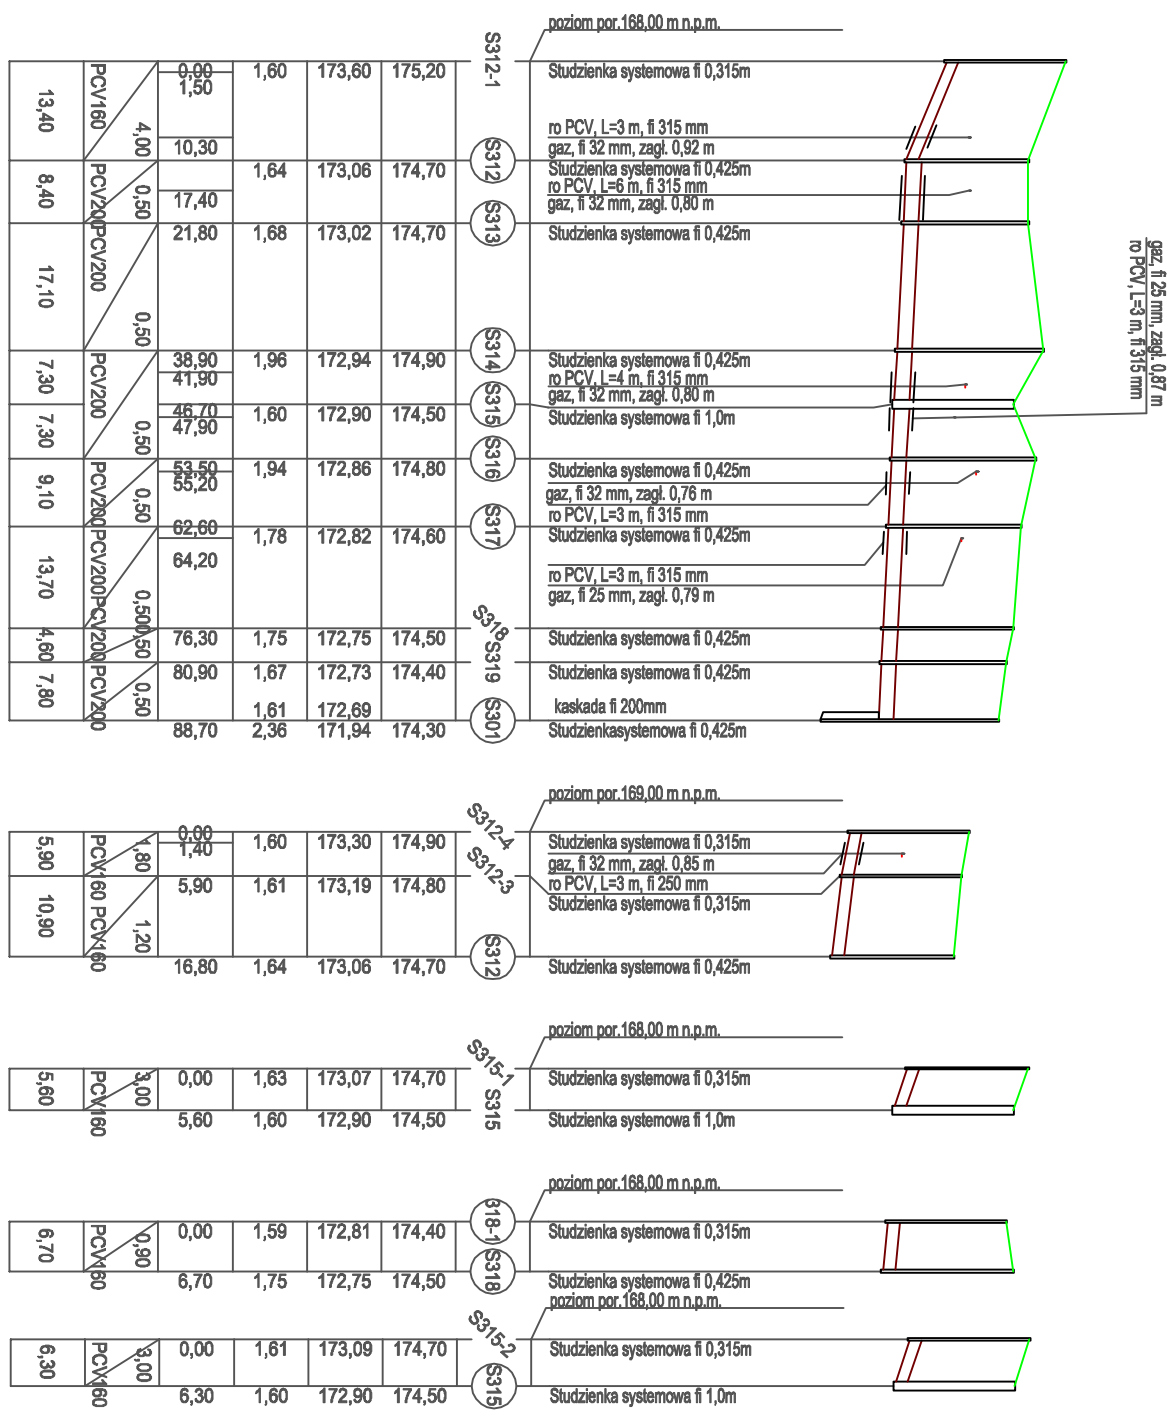 poziom por.168,00 m n.p.m.
S312-1
13,40
PCV160
4,00
0,00
1,60
173,60
175,20
Studzienka systemowa fi 0,315m
1,50
10,30
ro PCV, L=3 m, fi 315 mm
gaz, fi 32 mm, zagł. 0,92 m
S312
8,40
PCV200
0,50
1,64
173,06
174,70
Studzienka systemowa fi 0,425m
17,40
ro PCV, L=6 m, fi 315 mm
gaz, fi 32 mm, zagł. 0,80 m
S313
17,10
PCV200
0,50
21,80
1,68
173,02
174,70
Studzienka systemowa fi 0,425m
gaz, fi 25 mm, zagł. 0,87 m
ro PCV, L=3 m, fi 315 mm
S314
7,30
PCV200
0,50
38,90
1,96
172,94
174,90
Studzienka systemowa fi 0,425m
41,90
ro PCV, L=4 m, fi 315 mm
gaz, fi 32 mm, zagł. 0,80 m
S315
7,30
46,70
1,60
172,90
174,50
Studzienka systemowa fi 1,0m
47,90
S316
9,10
PCV200
0,50
53,50
1,94
172,86
174,80
Studzienka systemowa fi 0,425m
55,20
gaz, fi 32 mm, zagł. 0,76 m
ro PCV, L=3 m, fi 315 mm
S317
13,70
PCV200
0,50
62,60
1,78
172,82
174,60
Studzienka systemowa fi 0,425m
64,20
ro PCV, L=3 m, fi 315 mm
gaz, fi 25 mm, zagł. 0,79 m
S318
4,60
PCV200
0,50
76,30
1,75
172,75
174,50
Studzienka systemowa fi 0,425m
S319
7,80
PCV200
0,50
80,90
1,67
172,73
174,40
Studzienka systemowa fi 0,425m
1,61
172,69
kaskada fi 200mm
S301
88,70
2,36
171,94
174,30
Studzienkasystemowa fi 0,425m
poziom por.169,00 m n.p.m.
S312-4
5,90
PCV160
1,80
0,00
1,60
173,30
174,90
Studzienka systemowa fi 0,315m
1,40
gaz, fi 32 mm, zagł. 0,85 m
ro PCV, L=3 m, fi 250 mm
S312-3
10,90
PCV160
1,20
5,90
1,61
173,19
174,80
Studzienka systemowa fi 0,315m
S312
16,80
1,64
173,06
174,70
Studzienka systemowa fi 0,425m
poziom por.168,00 m n.p.m.
S315-1
5,60
PCV160
3,00
0,00
1,63
173,07
174,70
Studzienka systemowa fi 0,315m
S315
5,60
1,60
172,90
174,50
Studzienka systemowa fi 1,0m
poziom por.168,00 m n.p.m.
318-1
6,70
PCV160
0,90
0,00
1,59
172,81
174,40
Studzienka systemowa fi 0,315m
S318
6,70
1,75
172,75
174,50
Studzienka systemowa fi 0,425m
poziom por.168,00 m n.p.m.
S315-2
6,30
PCV160
3,00
0,00
1,61
173,09
174,70
Studzienka systemowa fi 0,315m
S315
6,30
1,60
172,90
174,50
Studzienka systemowa fi 1,0m